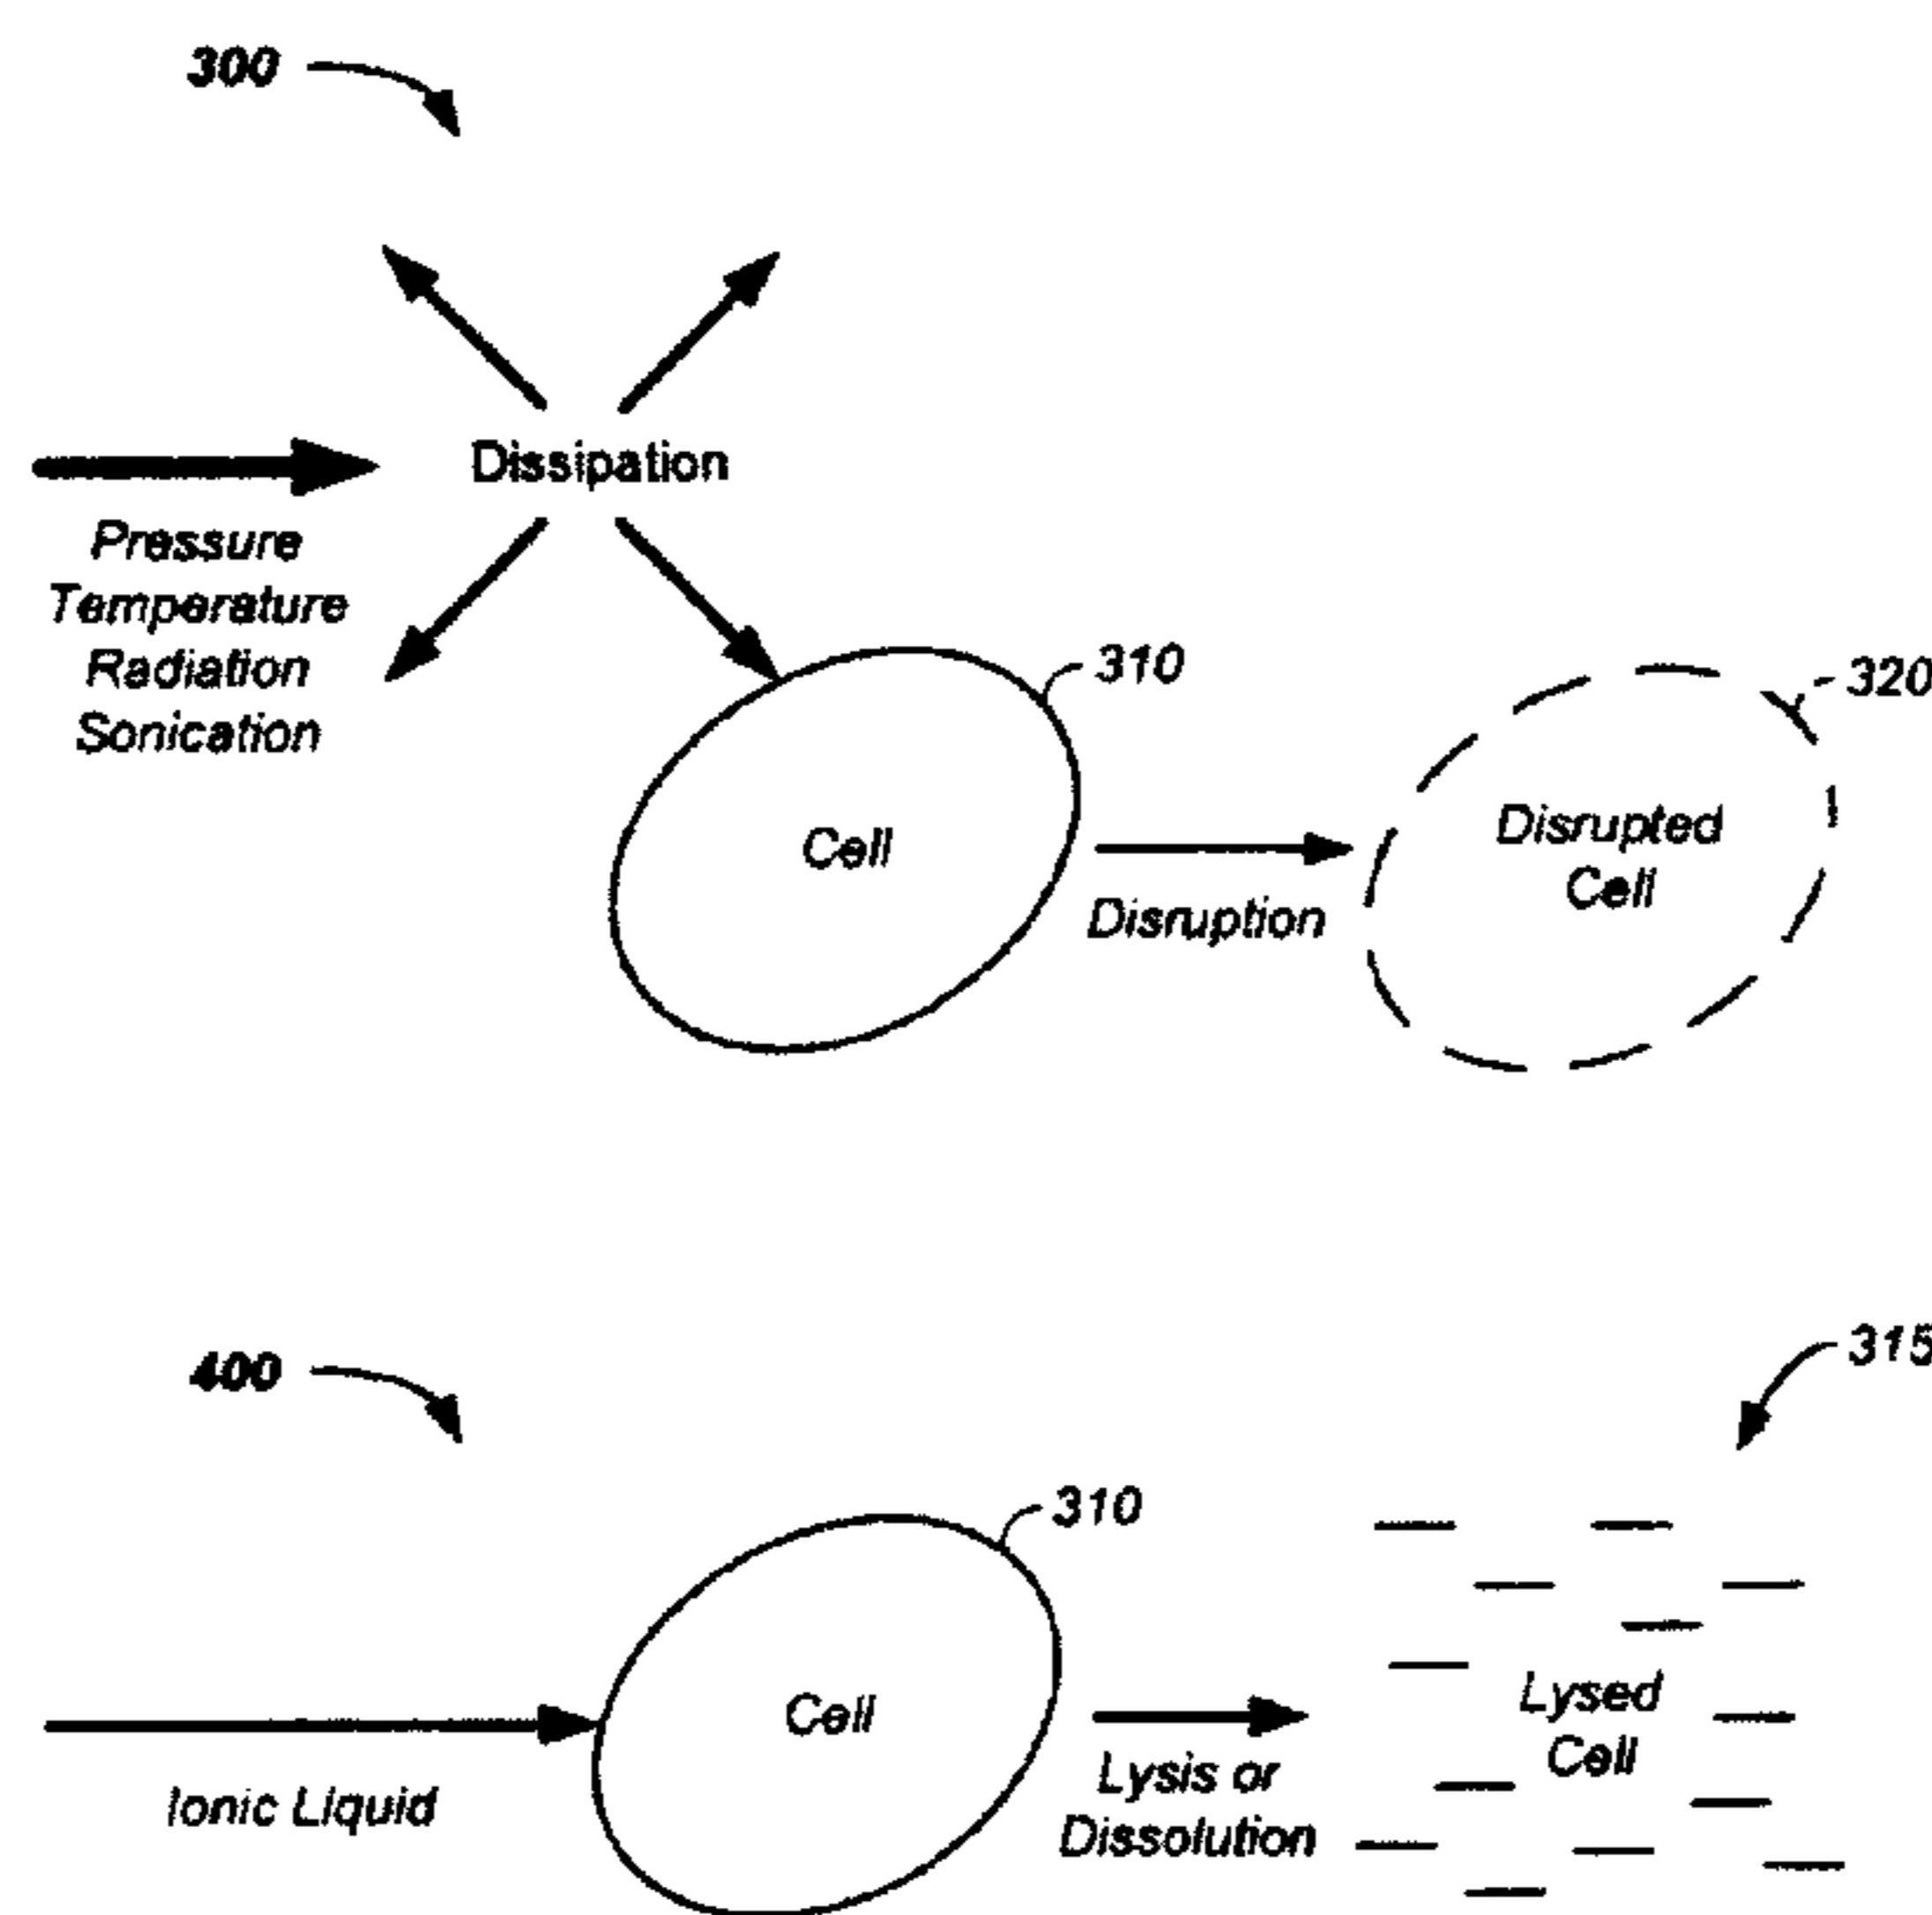 300
Dissipation
Pressure
Temperature
Radiation
Sonication
310
320
Cell
Disruption
Disrupted
Cell
400
315
310
Ionic Liquid
Cell
Lysis or
Dissolution
Lysed
Cell